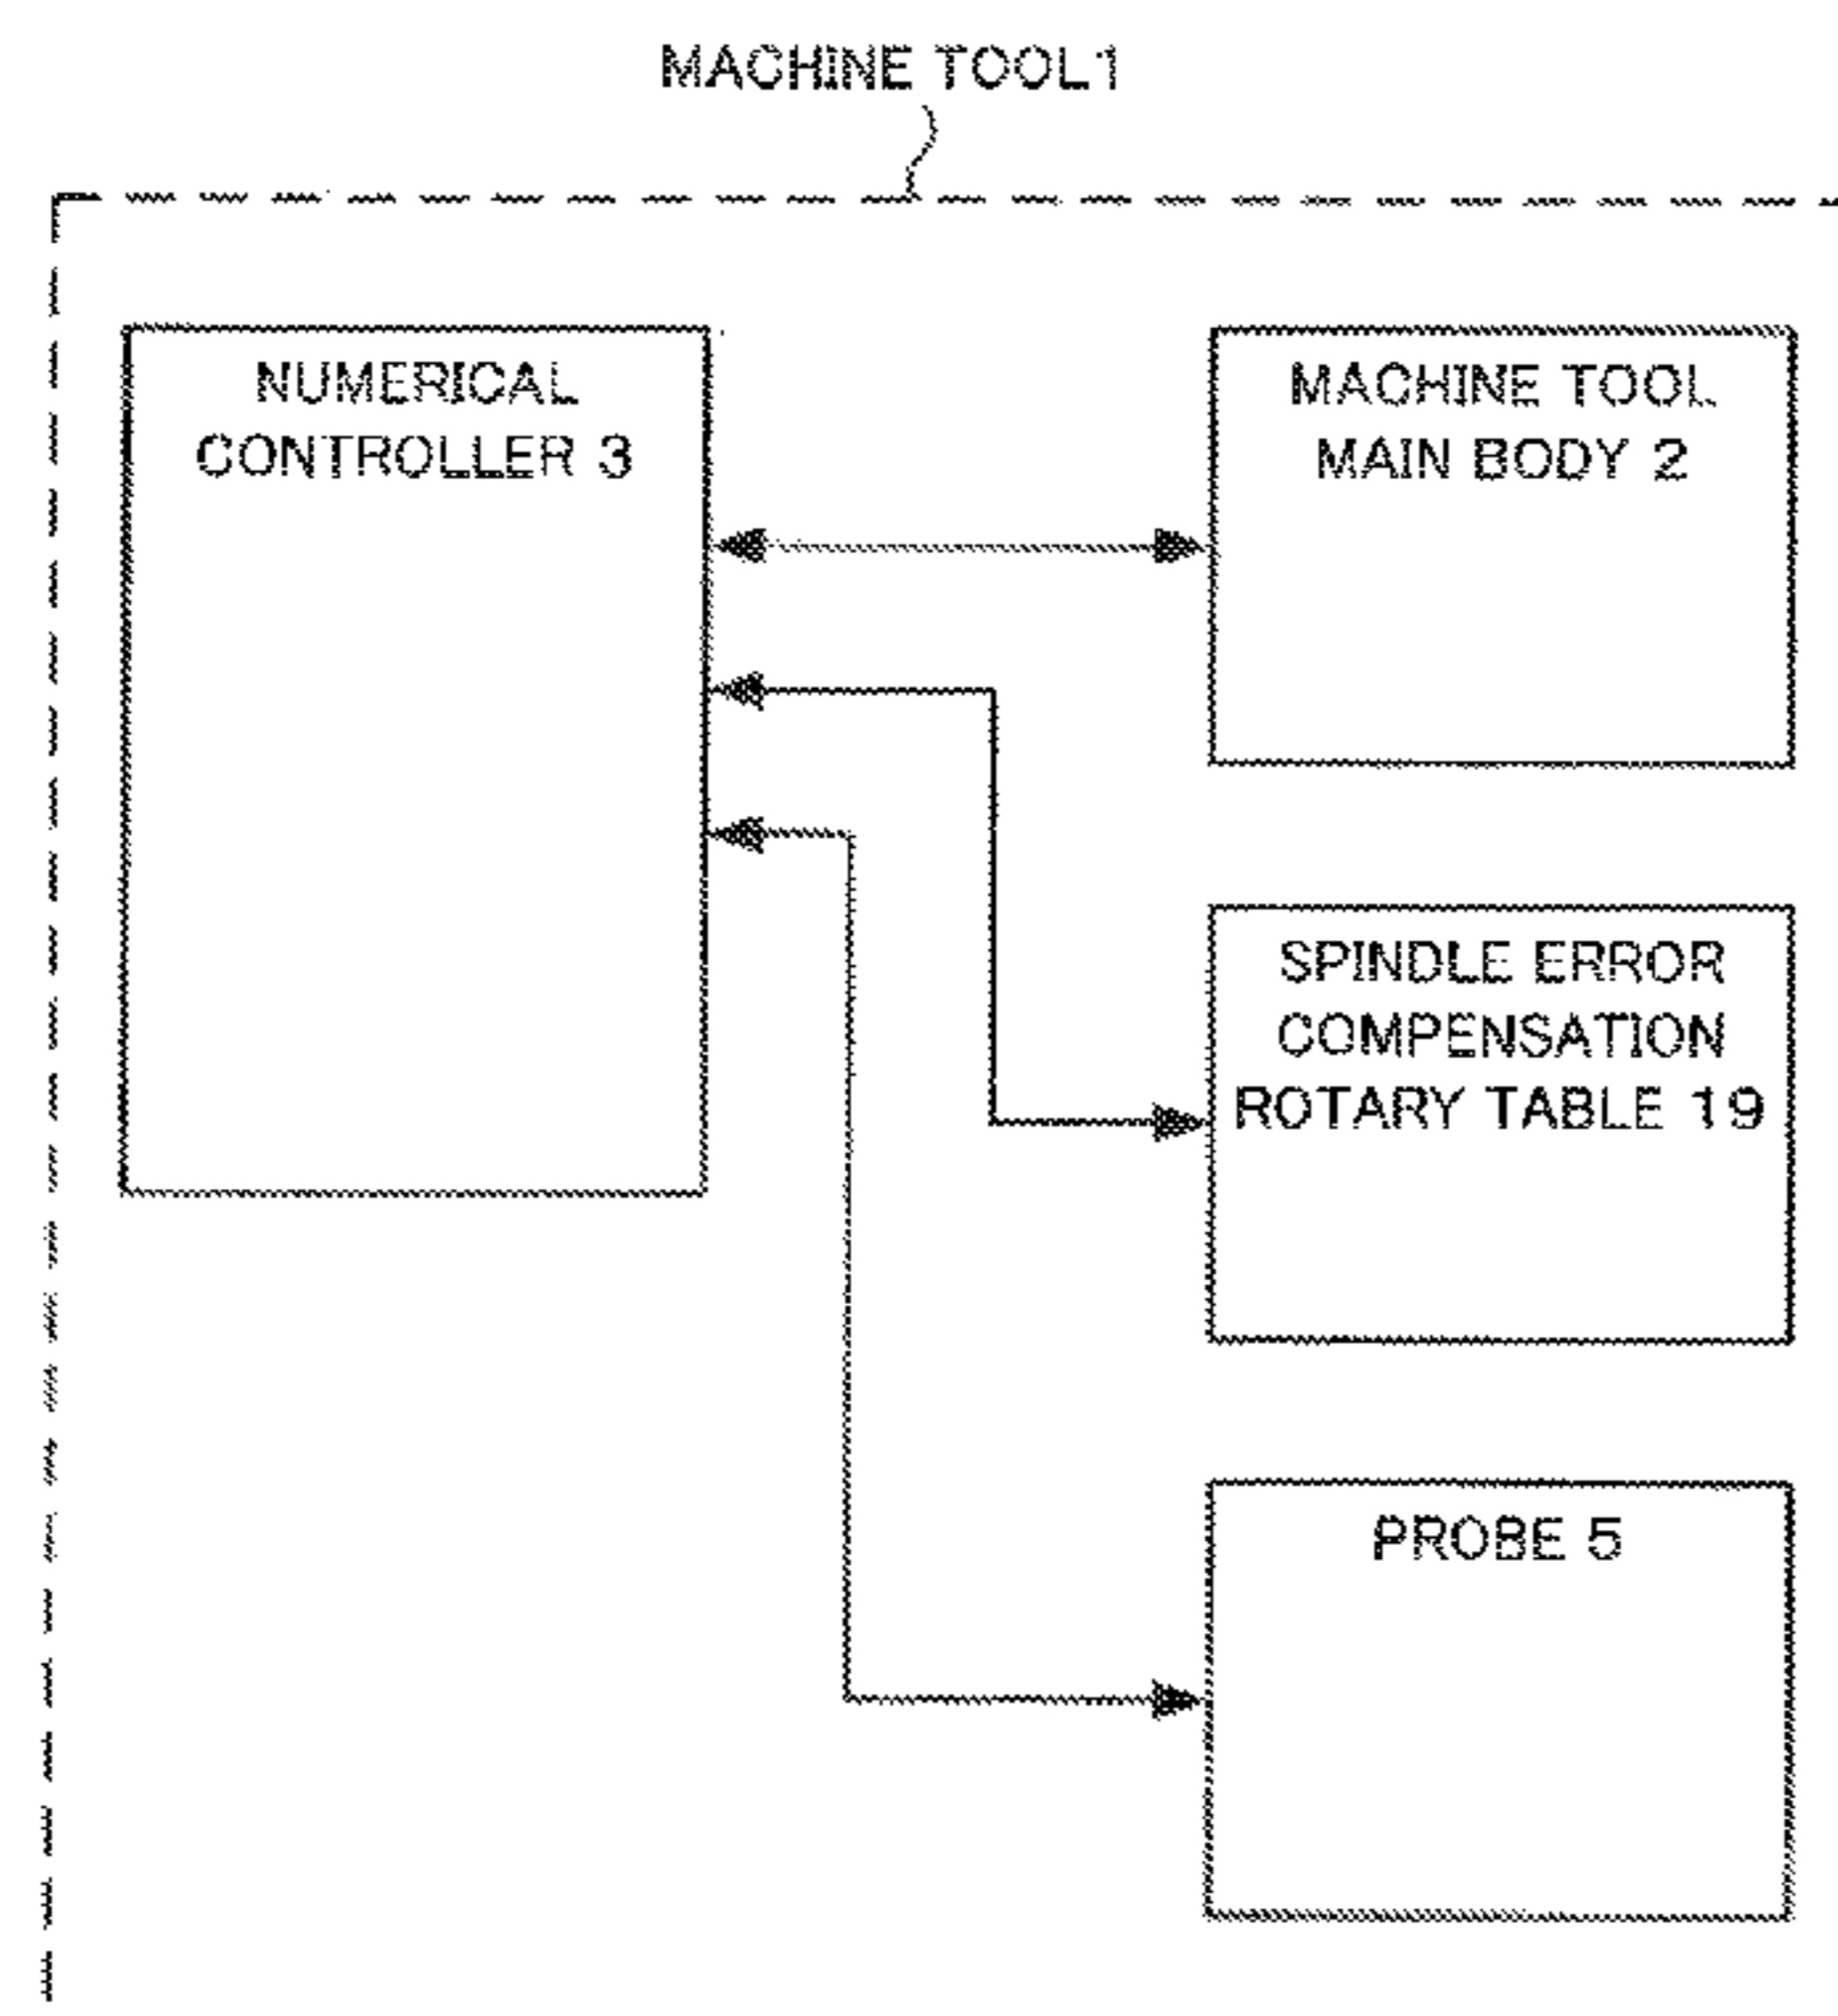 MACHINE TOOL1
NUMERICAL
CONTROLLER 3
MACHINE TOOL
MAIN BODY 2
SPINDLE ERROR
COMPENSATION
ROTARY TABLE 19
PROBE 5